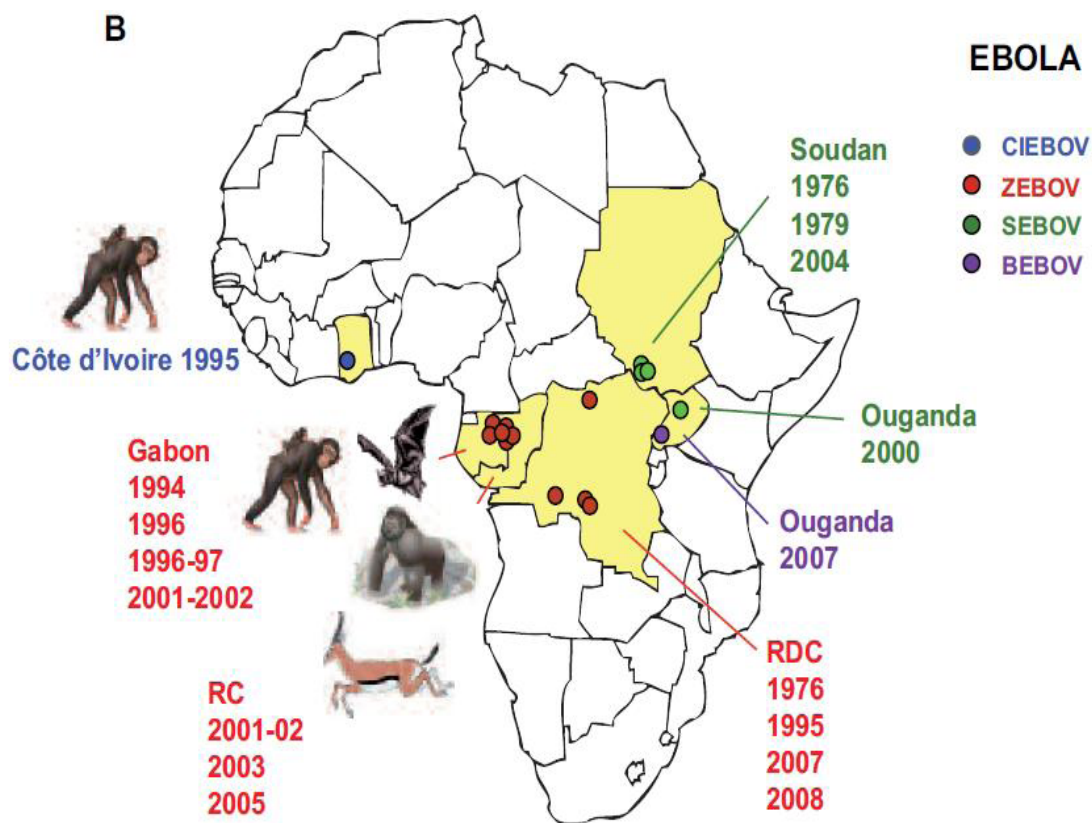 B
EBOLA
CIEBOV
ZEBOV
SEBOV
BEBOV
Soudan
1976
1979
2004
Côte d'Ivoire 1995
Ouganda
2000
Gabon
1994
1996
1996-97
2001-2002
Ouganda
2007
RC
2001-02
2003
2005
RDC
1976
1995
2007
2008